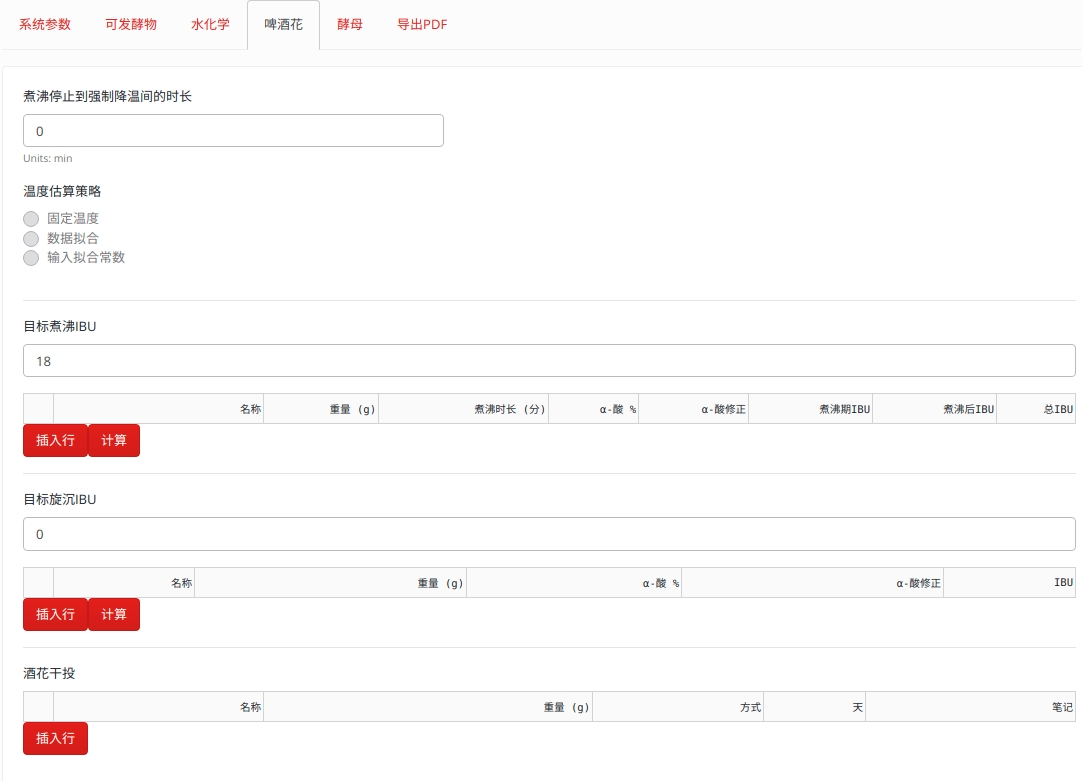 系统参数 可发酵物 水化学 啤酒花 酵母 导出PDF
煮沸停止到强制降温间的时长
0
Units: min
温度估算策略
固定温度
数据拟合
输入拟合常数
目标煮沸IBU
18
名称 重量 (g) 煮沸时长 (分) α-酸 % α-酸修正 煮沸期IBU 煮沸后IBU 总IBU
插入行 计算
目标旋沉IBU
0
名称 重量 (g) α-酸 % α-酸修正 IBU
插入行 计算
酒花干投
名称 重量 (g) 方式 天 笔记
插入行